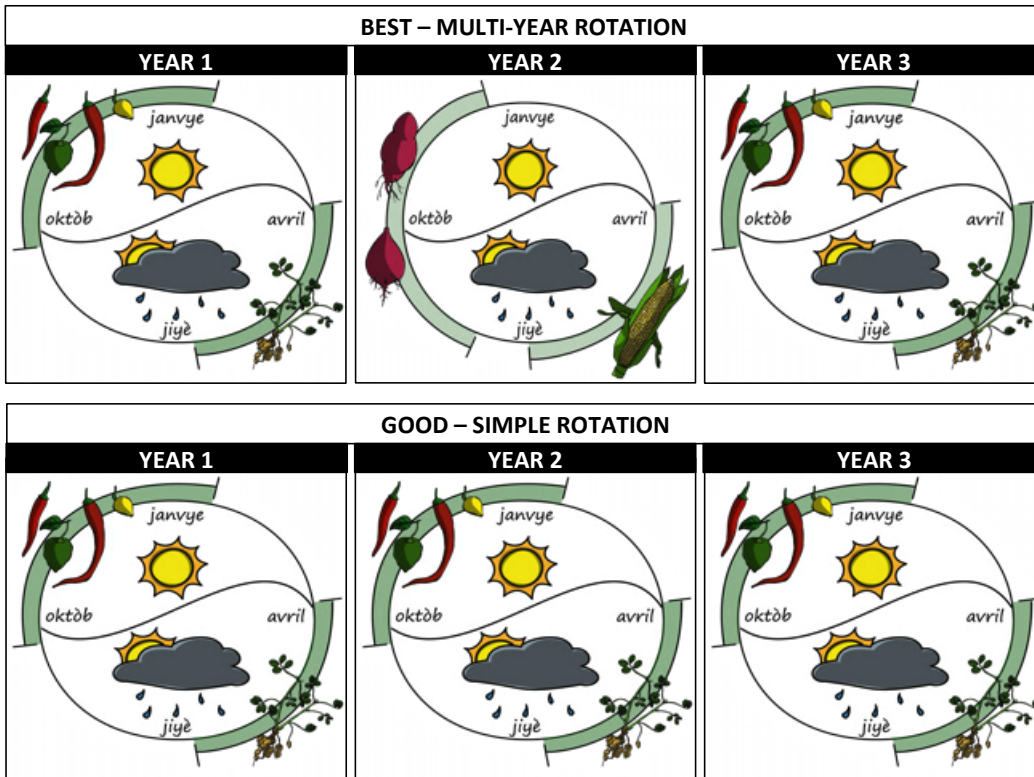 BEST – MULTI-YEAR ROTATION
YEAR 1 YEAR 2 YEAR 3
janvye janvye janvye
oktòb avril oktòb avril oktòb avril
jiyè jiyè jiyè
GOOD – SIMPLE ROTATION
YEAR 1 YEAR 2 YEAR 3
janvye janvye janvye
oktòb avril oktòb avril oktòb avril
jiyè jiyè jiyè